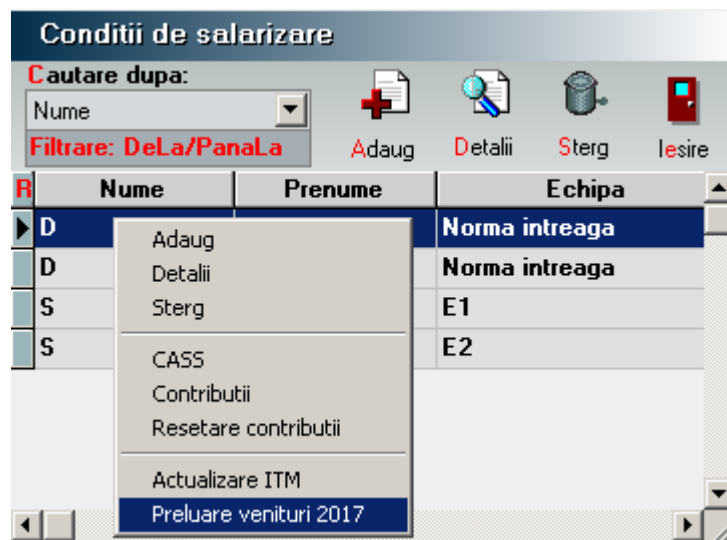 Conditii de salarizare
Cautare dupa:
Nume
Filtrare: DeLa/PanaLa
Adaug Detalii Sterg Iesire
R Nume Prenume Echipa
D Norma intreaga
D Norma intreaga
S E1
S E2
Adaug
Detalii
Sterg
CASS
Contributii
Resetare contributii
Actualizare ITM
Preluare venituri 2017